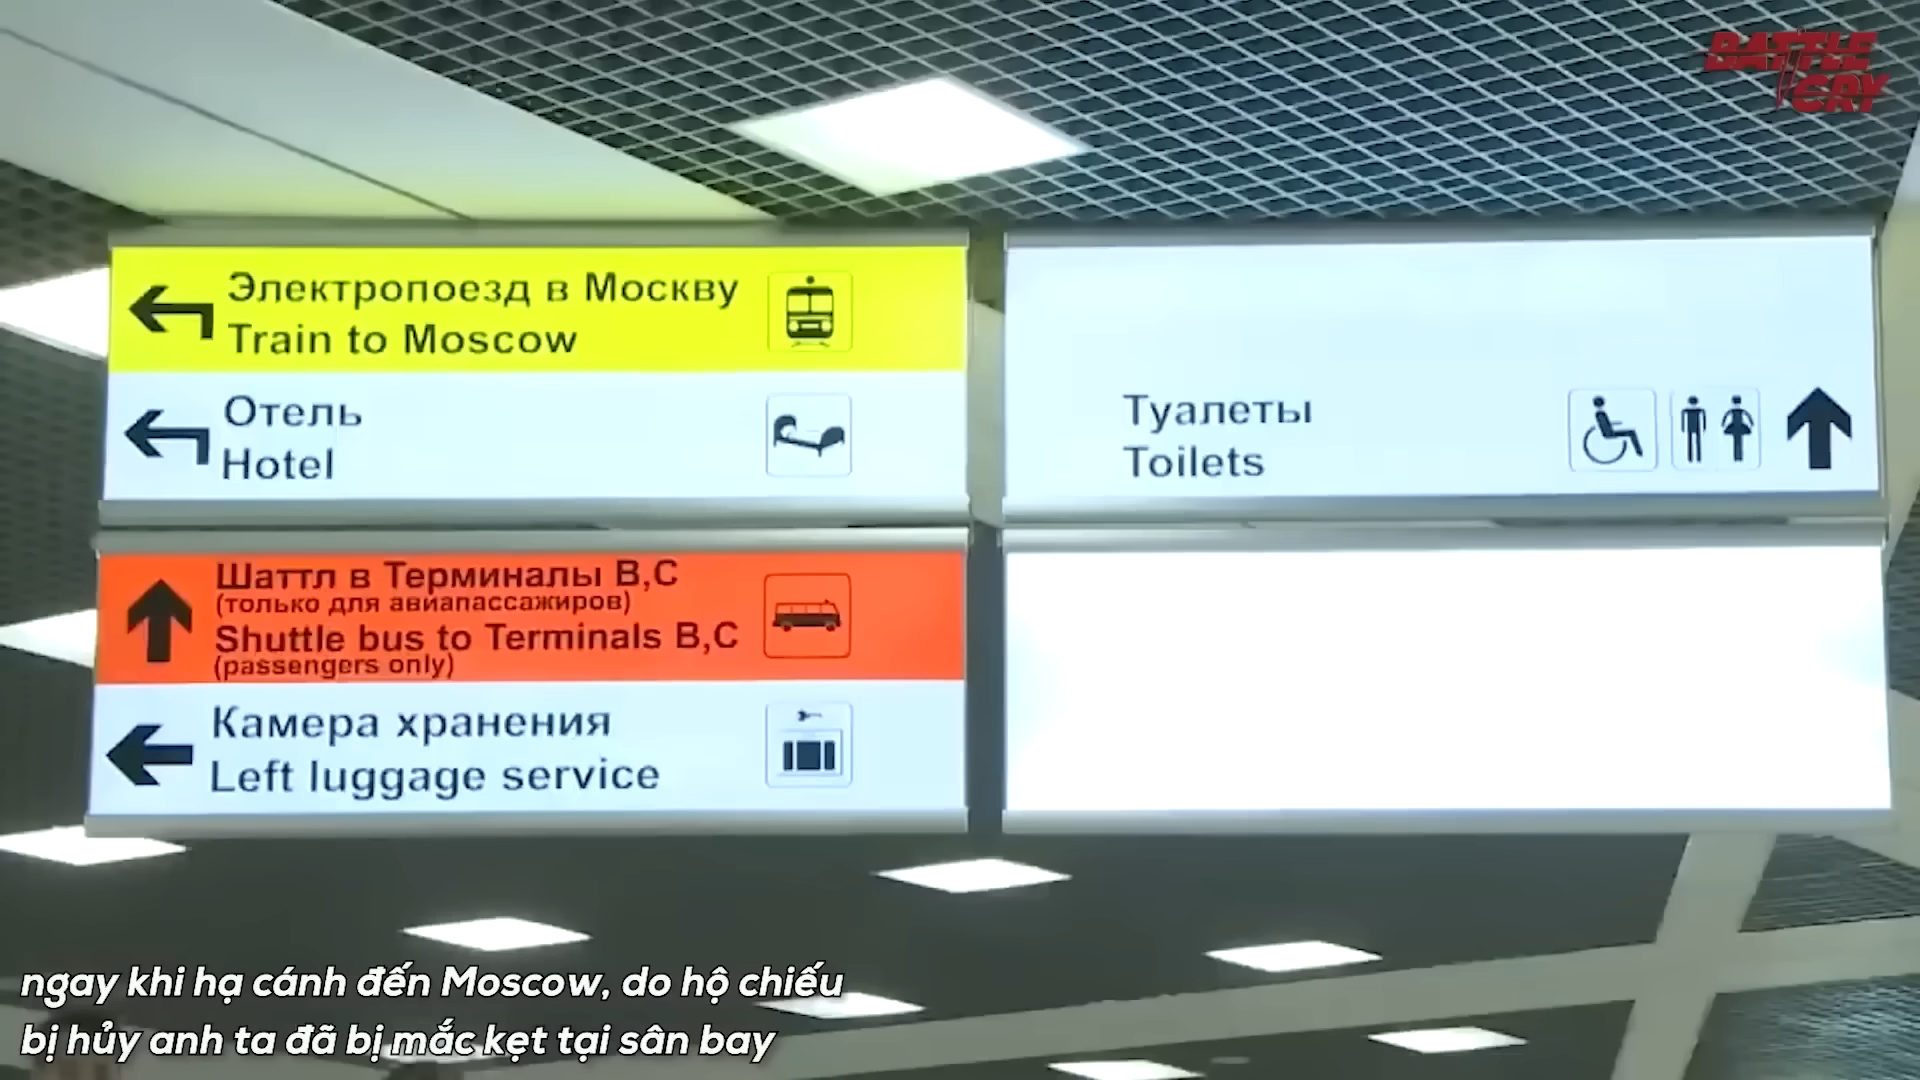 BATTLE
CRY
Электропоезд в Москву
Train to Moscow
Отель
Hotel
Туалеты
Toilets
Шаттл в Терминалы B,C
(только для авиапассажиров)
Shuttle bus to Terminals B,C
(passengers only)
Камера хранения
Left luggage service
ngay khi hạ cánh đến Moscow, do hộ chiếu
bị hủy anh ta đã bị mắc kẹt tại sân bay